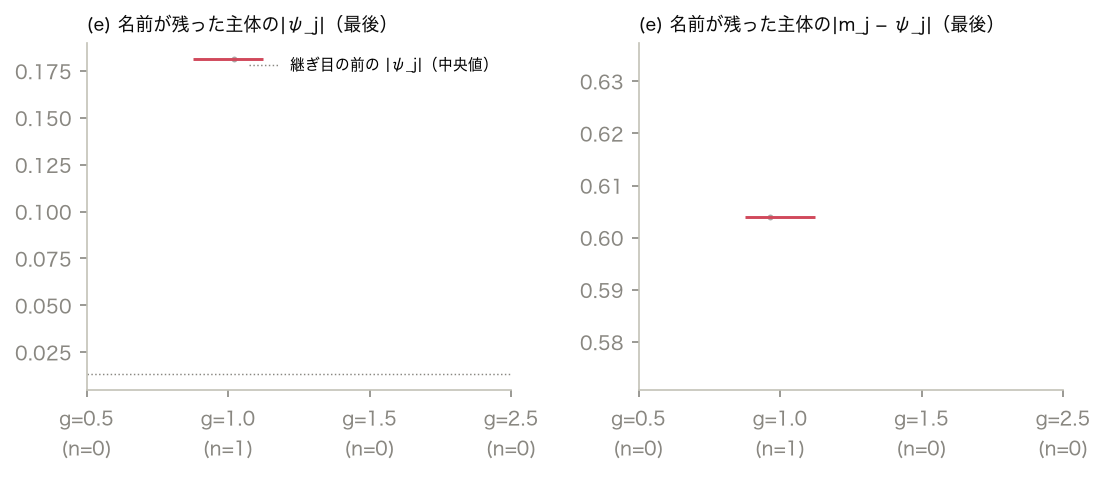 (e) 名前が残った主体の|ψ_j|（最後）
0.175
0.150
0.125
0.100
0.075
0.050
0.025
継ぎ目の前の |ψ_j|（中央値）
g=0.5 g=1.0 g=1.5 g=2.5
(n=0) (n=1) (n=0) (n=0)
(e) 名前が残った主体の|m_j − ψ_j|（最後）
0.63
0.62
0.61
0.60
0.59
0.58
g=0.5 g=1.0 g=1.5 g=2.5
(n=0) (n=1) (n=0) (n=0)